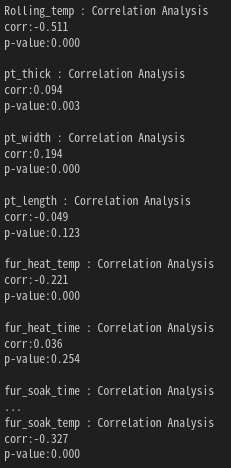 Rolling_temp : Correlation Analysis
corr:-0.511
p-value:0.000
pt_thick : Correlation Analysis
corr:0.094
p-value:0.003
pt_width : Correlation Analysis
corr:0.194
p-value:0.000
pt_length : Correlation Analysis
corr:-0.049
p-value:0.123
fur_heat_temp : Correlation Analysis
corr:-0.221
p-value:0.000
fur_heat_time : Correlation Analysis
corr:0.036
p-value:0.254
fur_soak_time : Correlation Analysis
...
fur_soak_temp : Correlation Analysis
corr:-0.327
p-value:0.000